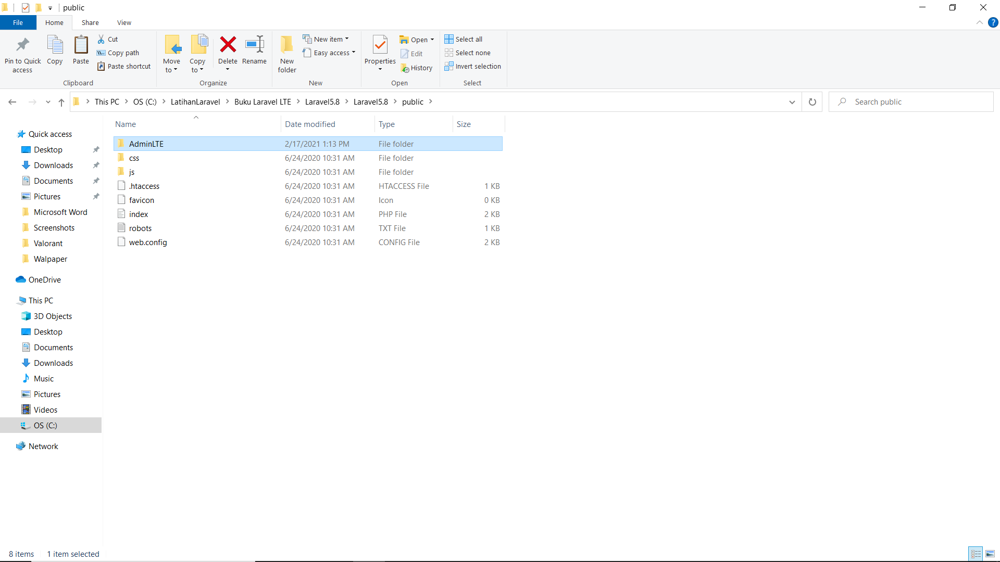 public
File Home Share View
Pin to Quick access
Copy
Paste
Cut
Copy path
Paste shortcut
Clipboard
Move to
Copy to
Delete
Rename
Organize
New folder
New item
Easy access
New
Properties
Open
Edit
History
Open
Select all
Select none
Invert selection
Select
This PC OS (C:) LatihanLaravel Buku Laravel LTE Laravel5.8 Laravel5.8 public
Search public
Name Date modified Type Size
AdminLTE 2/17/2021 1:13 PM File folder
css 6/24/2020 10:31 AM File folder
js 6/24/2020 10:31 AM File folder
.htaccess 6/24/2020 10:31 AM HTACCESS File 1 KB
favicon 6/24/2020 10:31 AM Icon 0 KB
index 6/24/2020 10:31 AM PHP File 2 KB
robots 6/24/2020 10:31 AM TXT File 1 KB
web.config 6/24/2020 10:31 AM CONFIG File 2 KB
Quick access
Desktop
Downloads
Documents
Pictures
Microsoft Word
Screenshots
Valorant
Walpaper
OneDrive
This PC
3D Objects
Desktop
Documents
Downloads
Music
Pictures
Videos
OS (C:)
Network
8 items 1 item selected